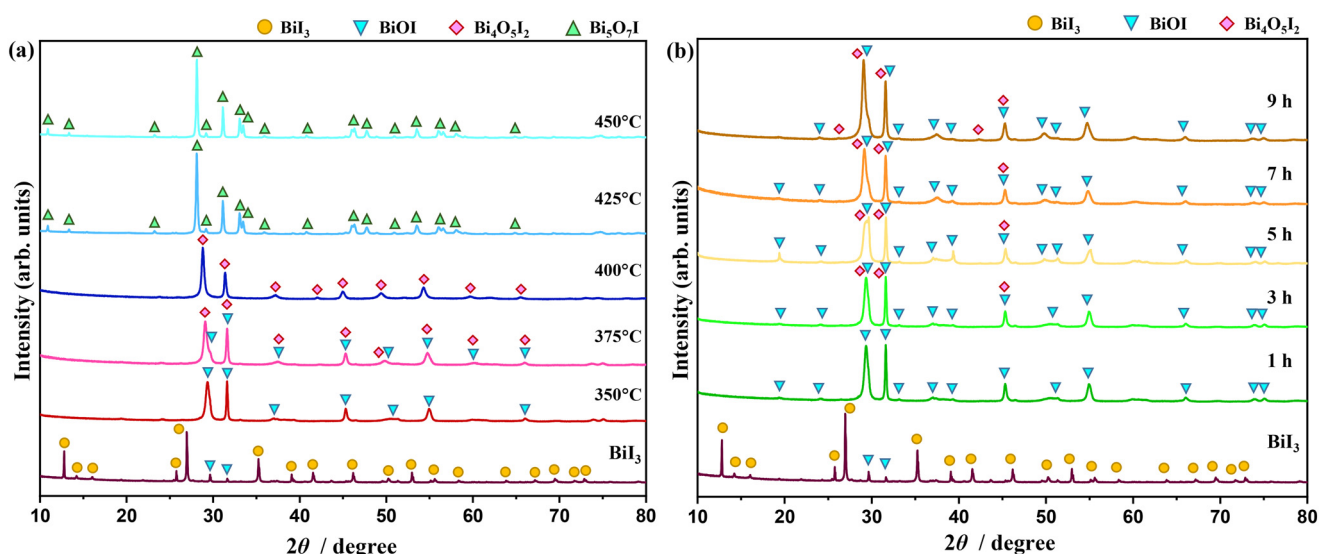 (a)
BiI₃ BiOI Bi₄O₅I₂ Bi₅O₇I
450°C
425°C
400°C
375°C
350°C
BiI₃
Intensity (arb. units)
10 20 30 40 50 60 70 80
2θ / degree
(b)
BiI₃ BiOI Bi₄O₅I₂
9 h
7 h
5 h
3 h
1 h
BiI₃
Intensity (arb. units)
10 20 30 40 50 60 70 80
2θ / degree